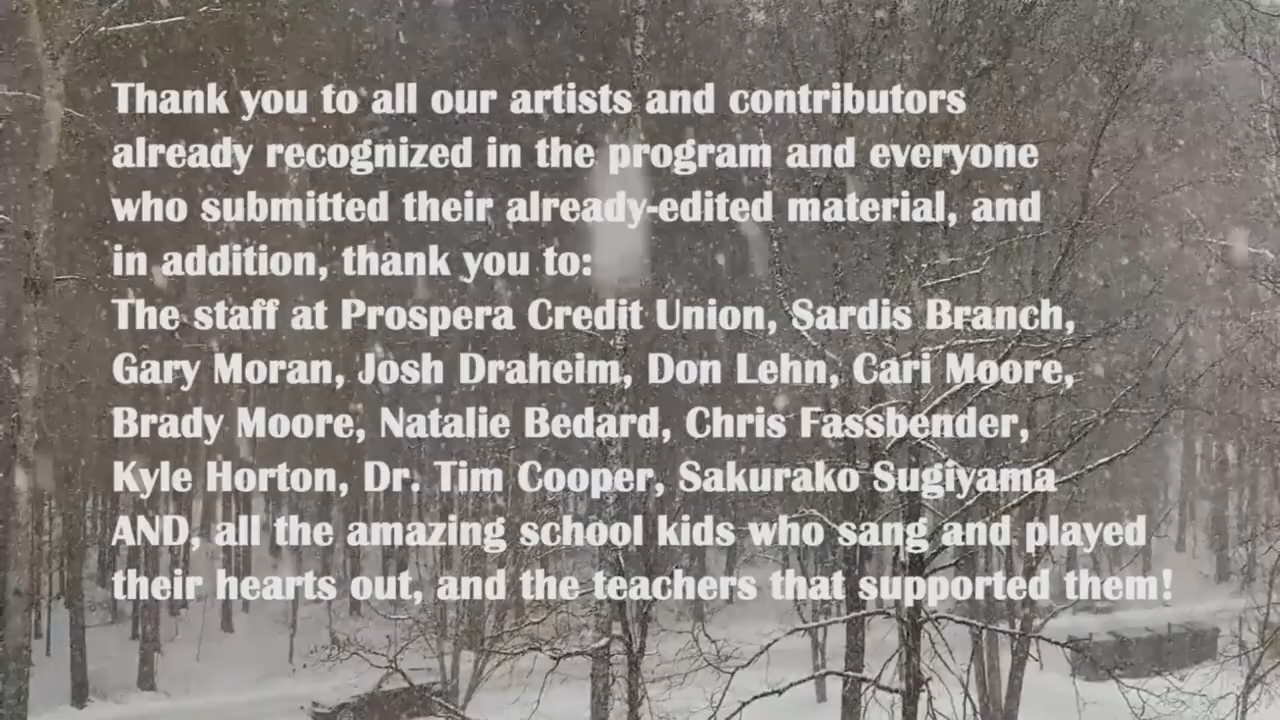 Thank you to all our artists and contributors
already recognized in the program and everyone
who submitted their already-edited material, and
in addition, thank you to:
The staff at Prospera Credit Union, Sardis Branch,
Gary Moran, Josh Draheim, Don Lehn, Cari Moore,
Brady Moore, Natalie Bedard, Chris Fassbender,
Kyle Horton, Dr. Tim Cooper, Sakurako Sugiyama
AND, all the amazing school kids who sang and played
their hearts out, and the teachers that supported them!